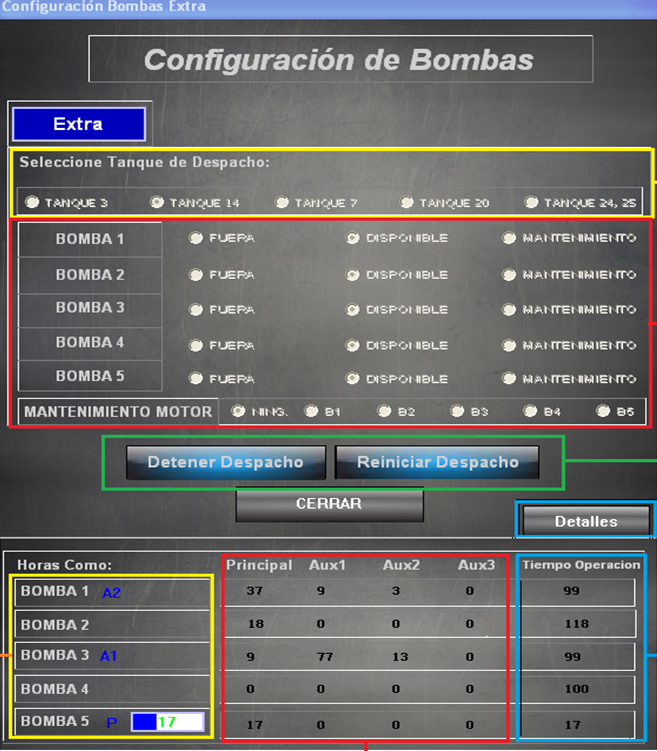 Configuración Bombas Extra
Configuración de Bombas
Extra
Seleccione Tanque de Despacho:
TANQUE 3 TANQUE 14 TANQUE 7 TANQUE 20 TANQUE 24, 25
BOMBA 1 FUERA DISPONIBLE MANTENIMIENTO
BOMBA 2 FUERA DISPONIBLE MANTENIMIENTO
BOMBA 3 FUERA DISPONIBLE MANTENIMIENTO
BOMBA 4 FUERA DISPONIBLE MANTENIMIENTO
BOMBA 5 FUERA DISPONIBLE MANTENIMIENTO
MANTENIMIENTO MOTOR NING. B1 B2 B3 B4 B5
Detener Despacho Reiniciar Despacho
CERRAR
Detalles
Horas Como: Principal Aux1 Aux2 Aux3 Tiempo Operacion
BOMBA 1 A2 37 9 3 0 99
BOMBA 2 18 0 0 0 118
BOMBA 3 A1 9 77 13 0 99
BOMBA 4 0 0 0 0 100
BOMBA 5 P 17 17 0 0 0 17